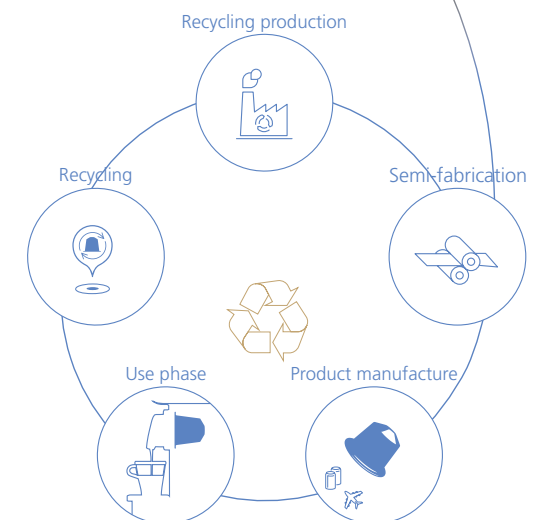 Recycling production
Recycling
Semi-fabrication
Use phase
Product manufacture